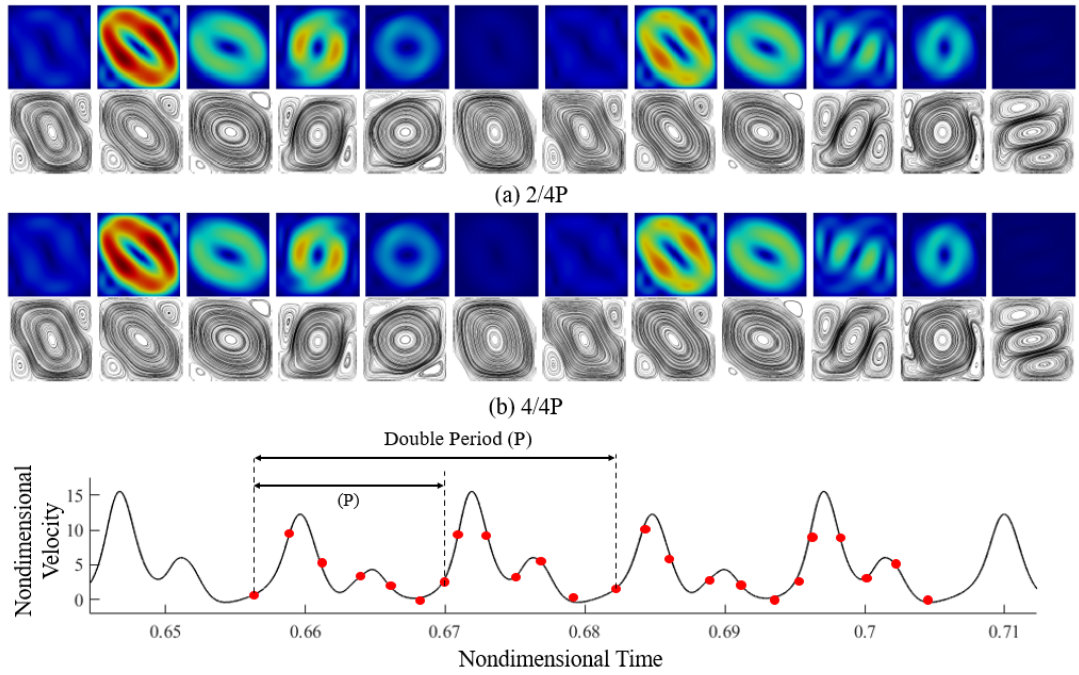 (a) 2/4P
(b) 4/4P
Double Period (P)
(P)
Nondimensional
Velocity
15
10
5
0
0.65
0.66
0.67
0.68
0.69
0.7
0.71
Nondimensional Time